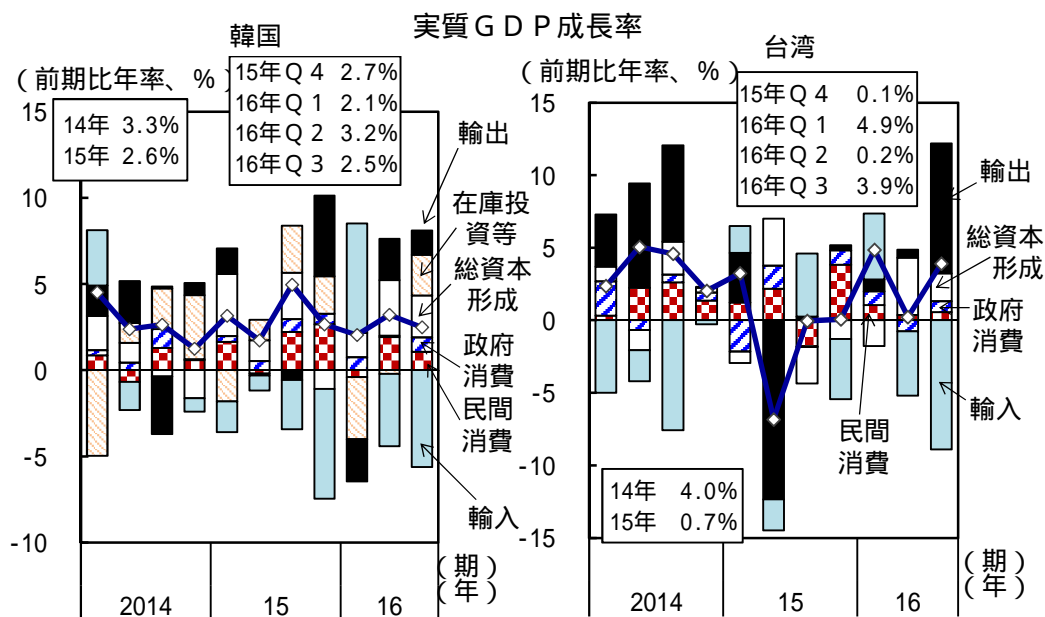 実質ＧＤＰ成長率
韓国
（前期比年率、％）
14年 3.3%
15年 2.6%
15年Ｑ４ 2.7%
16年Ｑ１ 2.1%
16年Ｑ２ 3.2%
16年Ｑ３ 2.5%
15
10
5
0
-5
-10
輸出
在庫投
資等
総資本
形成
政府
消費
民間
消費
輸入
（期）
（年）
2014
15
16
台湾
（前期比年率、％）
15年Ｑ４ 0.1%
16年Ｑ１ 4.9%
16年Ｑ２ 0.2%
16年Ｑ３ 3.9%
15
10
5
0
-5
-10
-15
輸出
総資本
形成
政府
消費
輸入
民間
消費
14年 4.0%
15年 0.7%
（期）
（年）
2014
15
16